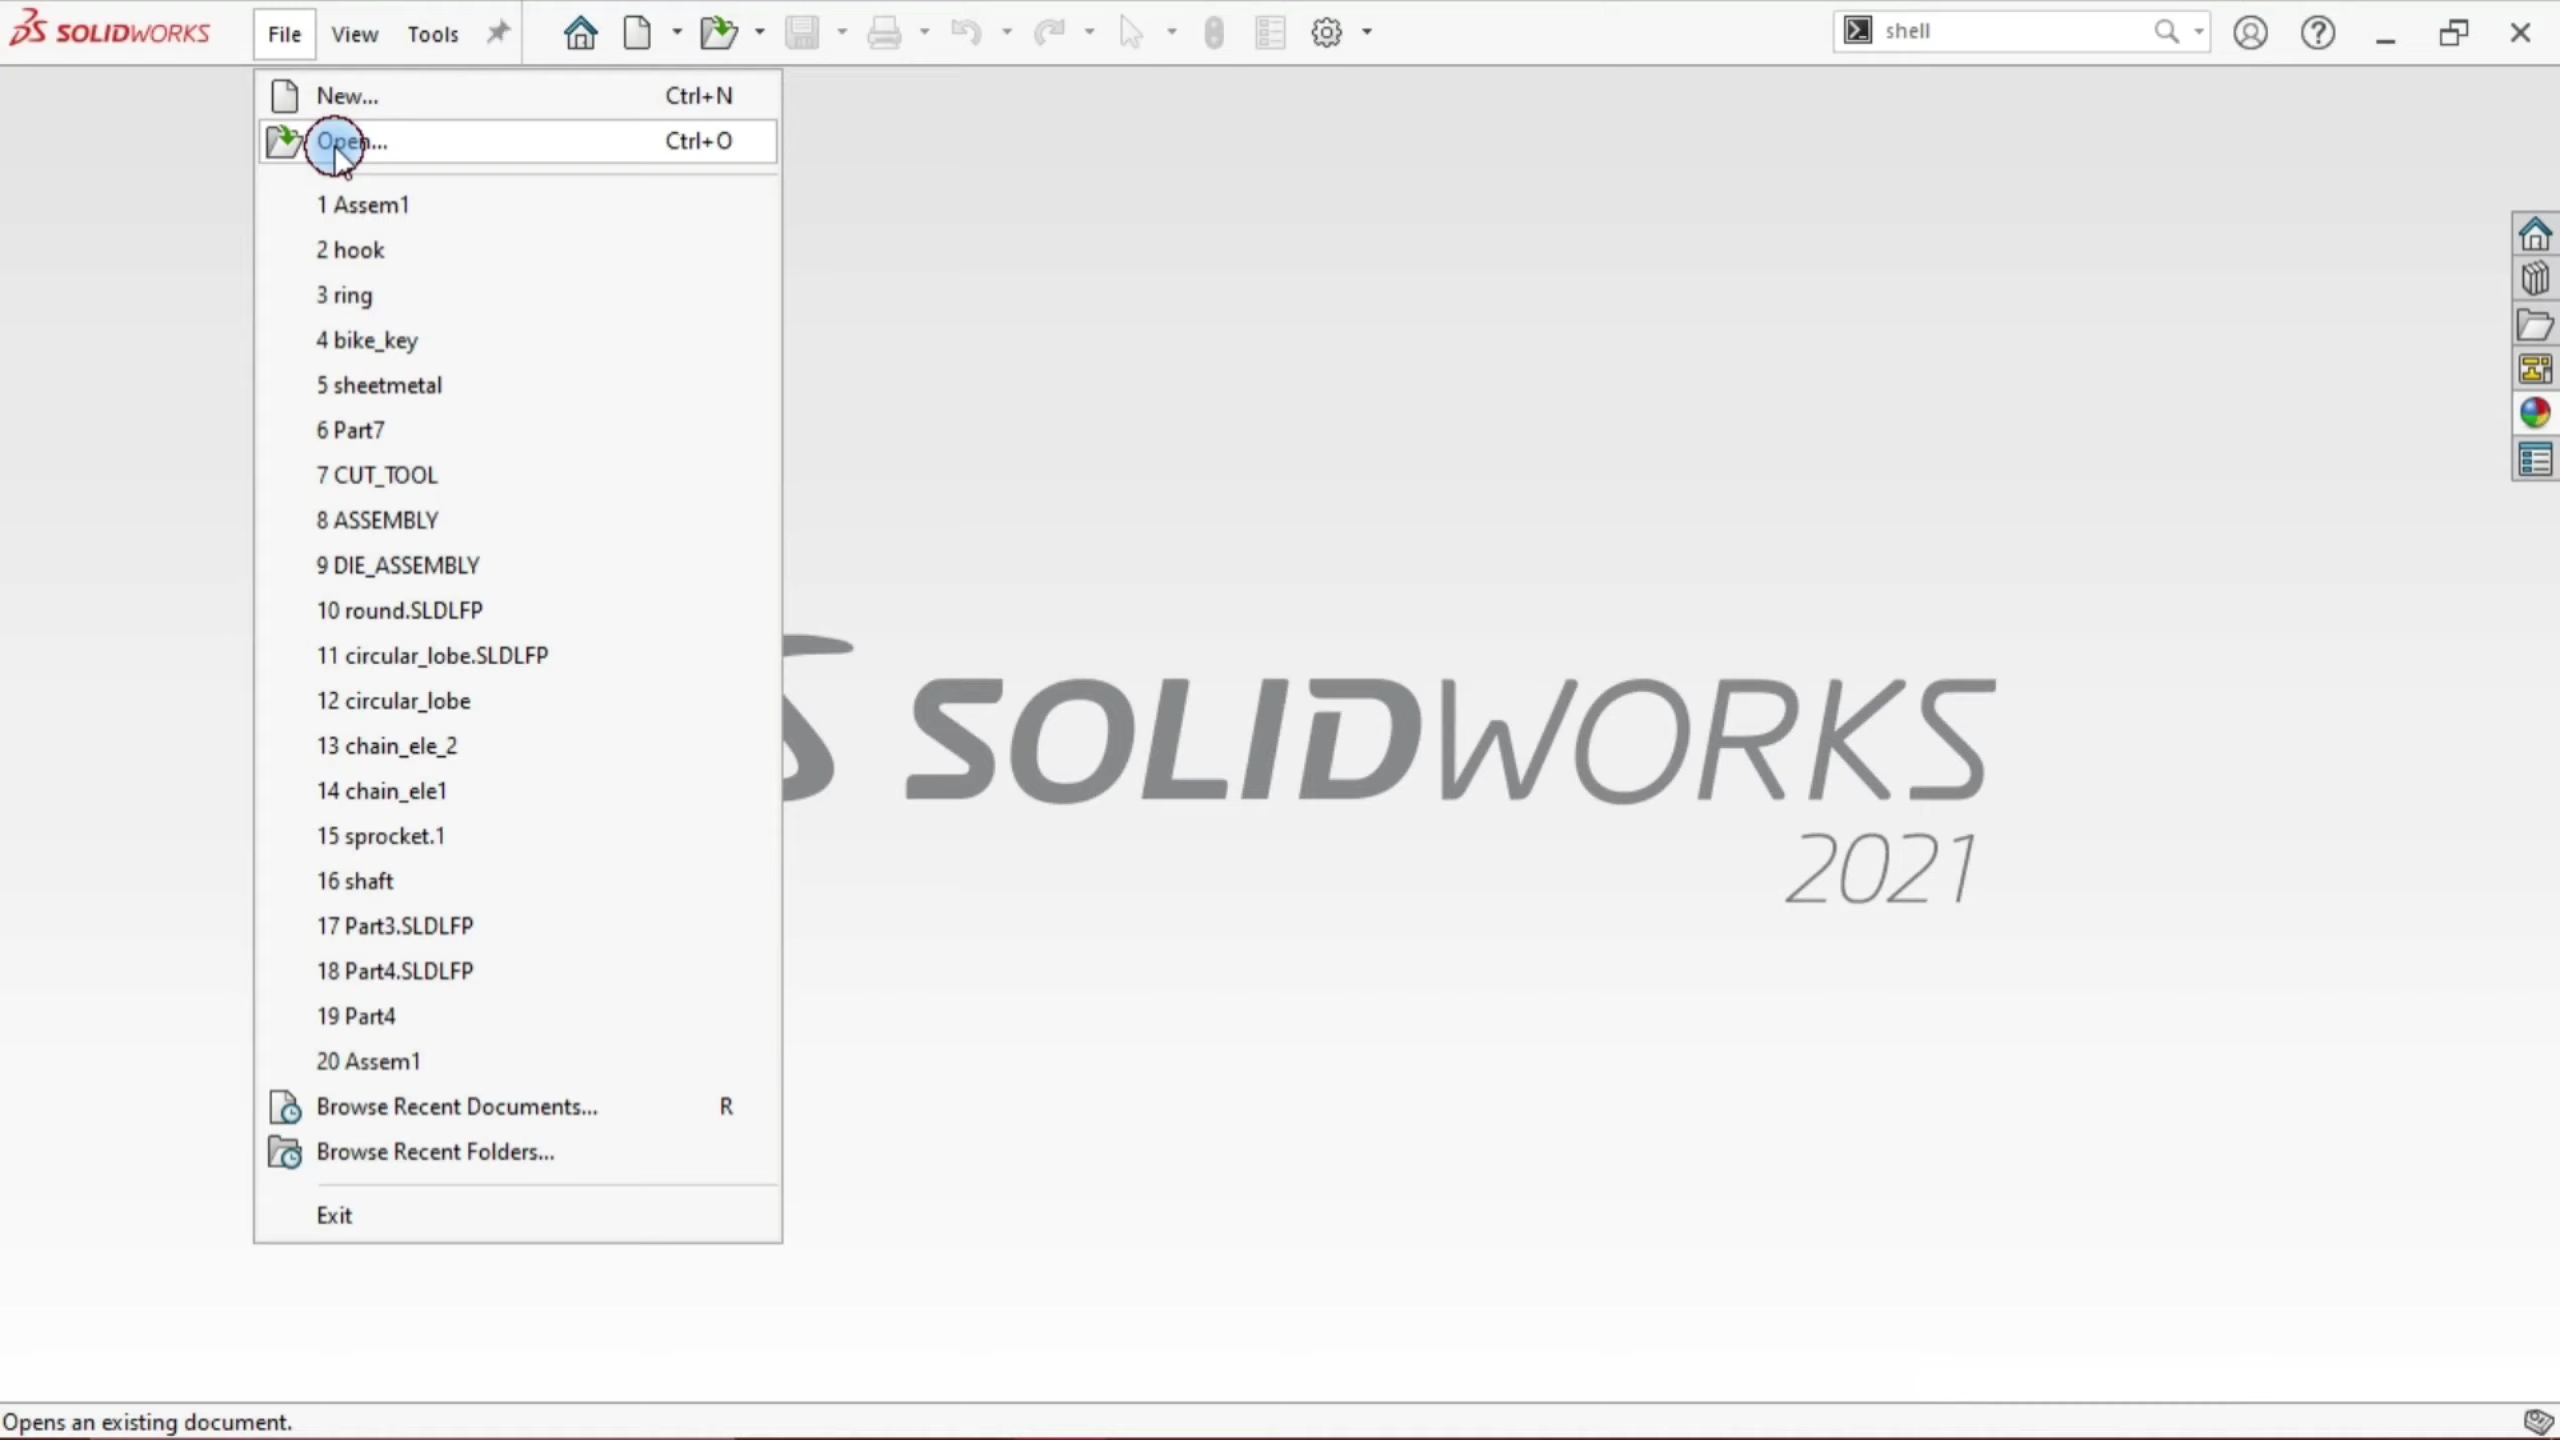 SOLIDWORKS File View Tools shell
New... Ctrl+N
Open... Ctrl+O
1 Assem1
2 hook
3 ring
4 bike_key
5 sheetmetal
6 Part7
7 CUT_TOOL
8 ASSEMBLY
9 DIE_ASSEMBLY
10 round.SLDLFP
11 circular_lobe.SLDLFP
12 circular_lobe
13 chain_ele_2
14 chain_ele1
15 sprocket.1
16 shaft
17 Part3.SLDLFP
18 Part4.SLDLFP
19 Part4
20 Assem1
Browse Recent Documents... R
Browse Recent Folders...
Exit
SOLIDWORKS
2021
Opens an existing document.